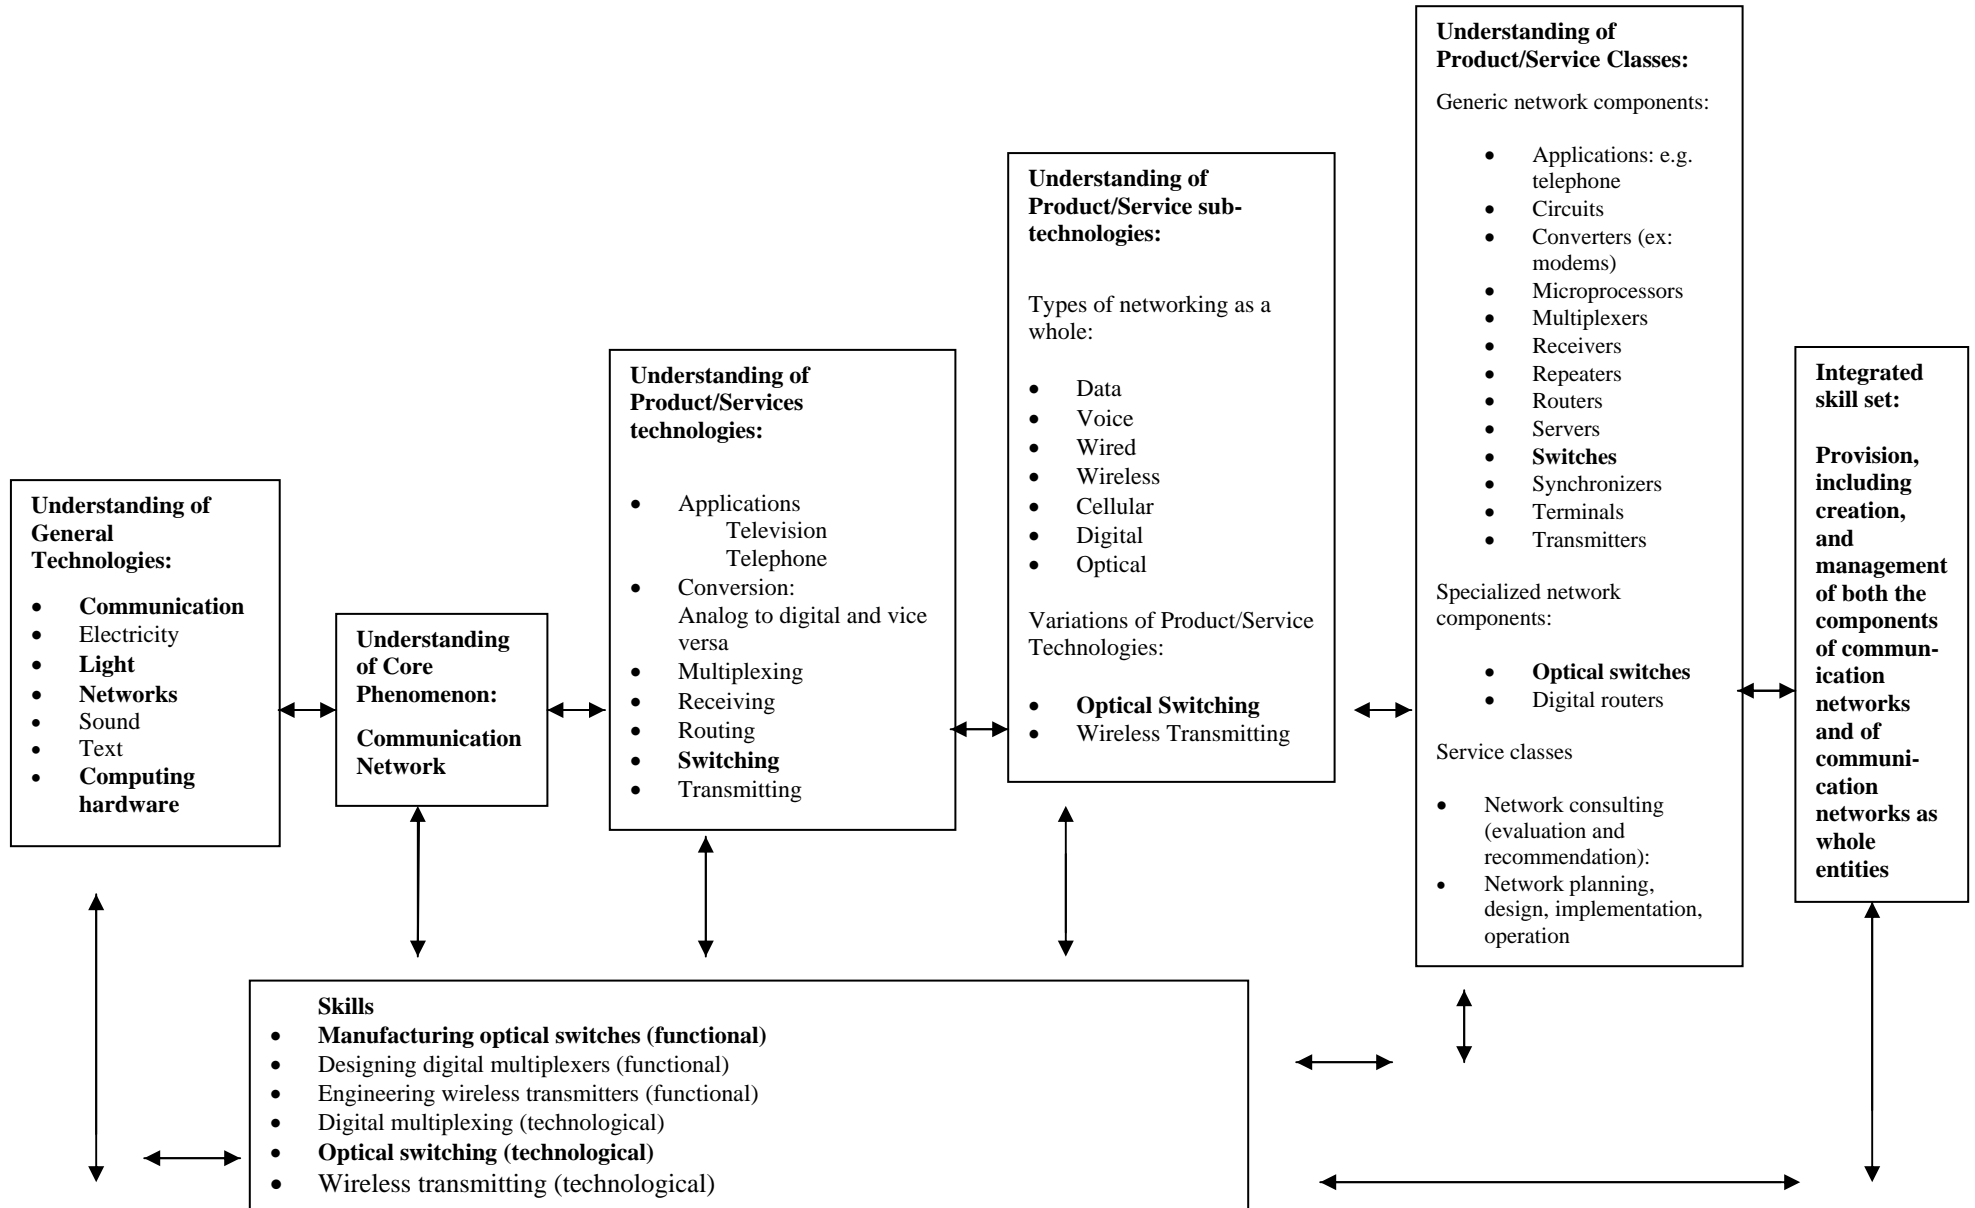 Understanding of
General
Technologies:
• Communication
• Electricity
• Light
• Networks
• Sound
• Text
• Computing
hardware
Understanding
of Core
Phenomenon:
Communication
Network
Understanding of
Product/Services
technologies:
• Applications
Television
Telephone
• Conversion:
Analog to digital and vice
versa
• Multiplexing
• Receiving
• Routing
• Switching
• Transmitting
Understanding of
Product/Service sub-
technologies:
Types of networking as a
whole:
• Data
• Voice
• Wired
• Wireless
• Cellular
• Digital
• Optical
Variations of Product/Service
Technologies:
• Optical Switching
• Wireless Transmitting
Understanding of
Product/Service Classes:
Generic network components:
• Applications: e.g.
telephone
• Circuits
• Converters (ex:
modems)
• Microprocessors
• Multiplexers
• Receivers
• Repeaters
• Routers
• Servers
• Switches
• Synchronizers
• Terminals
• Transmitters
Specialized network
components:
• Optical switches
• Digital routers
Service classes
• Network consulting
(evaluation and
recommendation):
• Network planning,
design, implementation,
operation
Integrated
skill set:
Provision,
including
creation,
and
management
of both the
components
of commun-
ication
networks
and of
communi-
cation
networks as
whole
entities
Skills
• Manufacturing optical switches (functional)
• Designing digital multiplexers (functional)
• Engineering wireless transmitters (functional)
• Digital multiplexing (technological)
• Optical switching (technological)
• Wireless transmitting (technological)